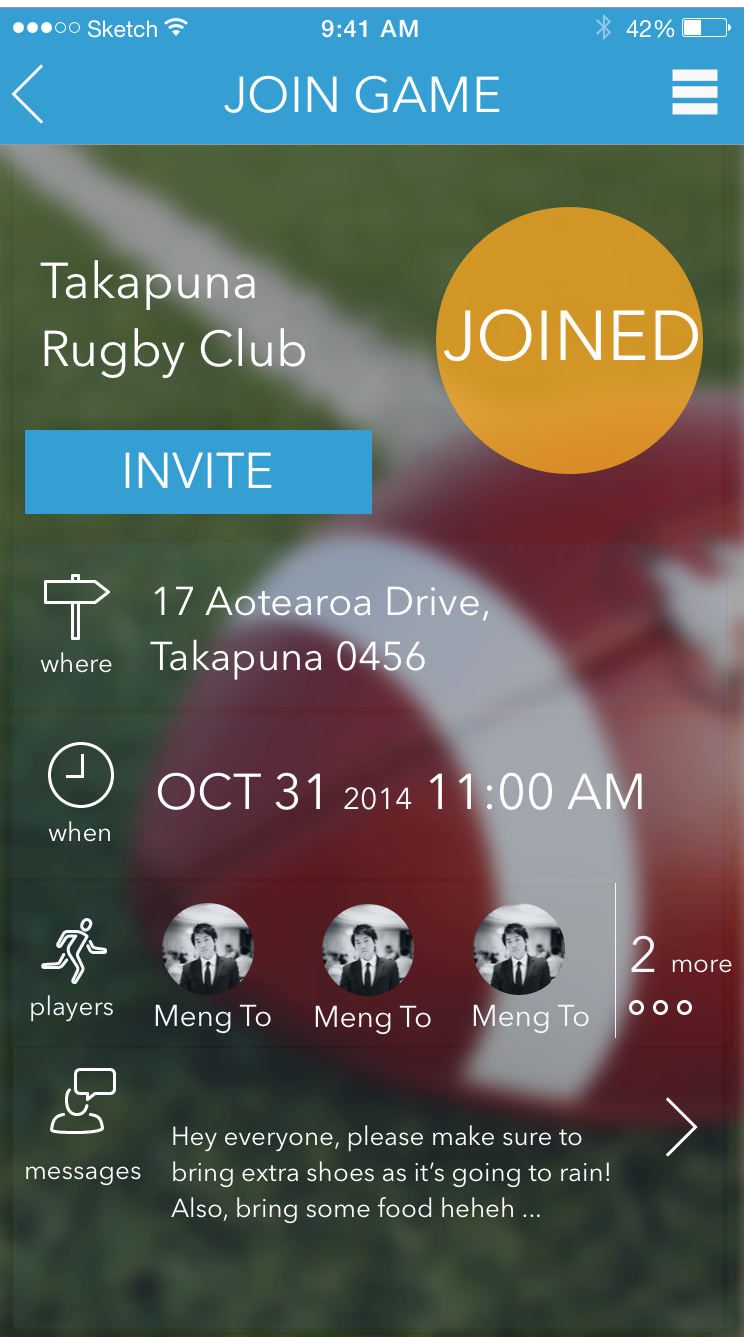 Sketch 9:41 AM 42%
JOIN GAME
Takapuna
Rugby Club
JOINED
INVITE
where
17 Aotearoa Drive,
Takapuna 0456
when
OCT 31 2014 11:00 AM
players
Meng To Meng To Meng To
2 more
messages
Hey everyone, please make sure to
bring extra shoes as it’s going to rain!
Also, bring some food heheh ...